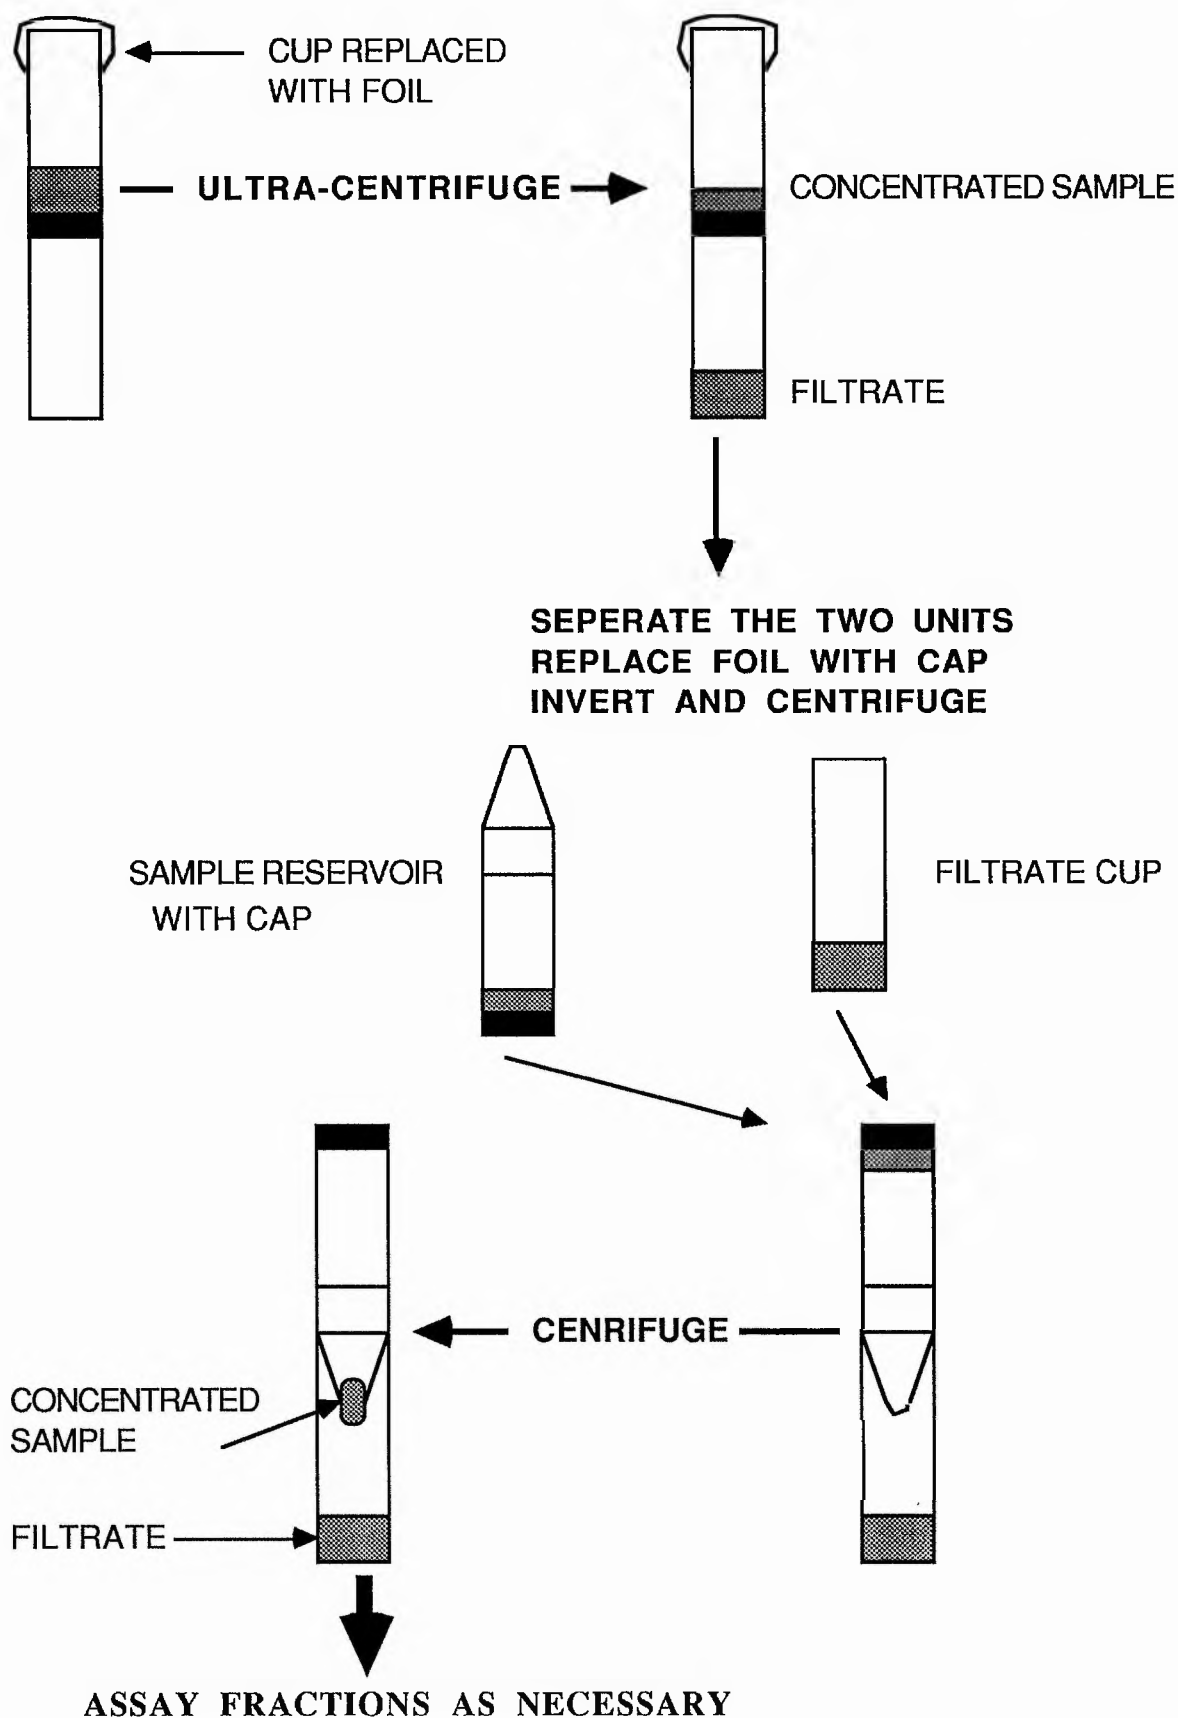 CUP REPLACED
WITH FOIL
ULTRA-CENTRIFUGE
CONCENTRATED SAMPLE
FILTRATE
SEPERATE THE TWO UNITS
REPLACE FOIL WITH CAP
INVERT AND CENTRIFUGE
SAMPLE RESERVOIR
WITH CAP
FILTRATE CUP
CENRIFUGE
CONCENTRATED
SAMPLE
FILTRATE
ASSAY FRACTIONS AS NECESSARY